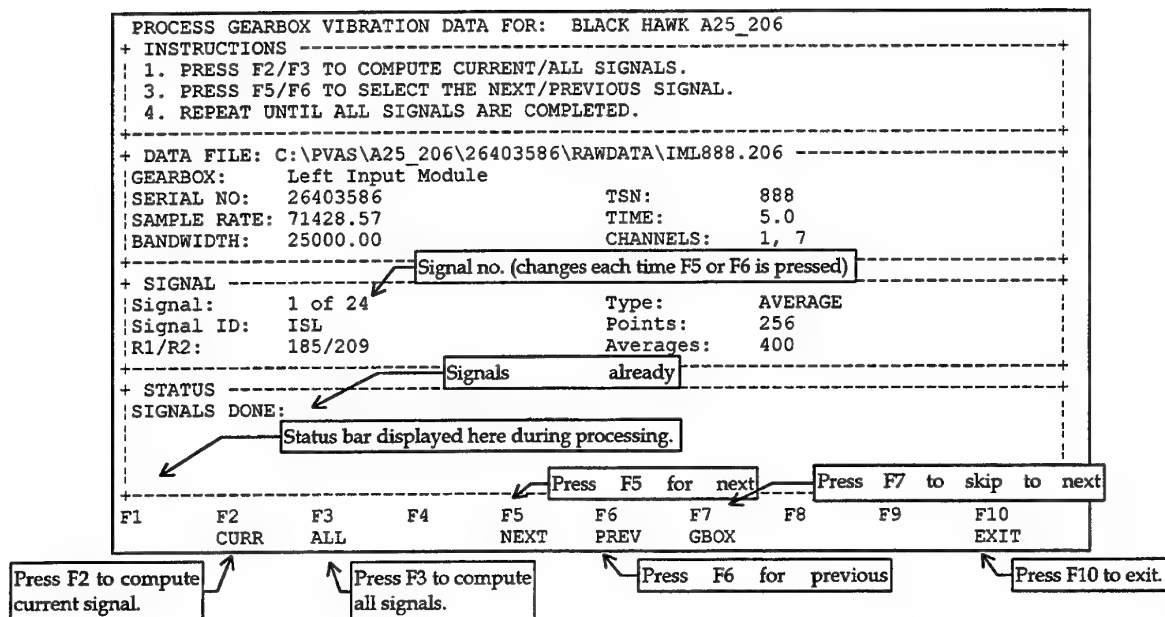 PROCESS GEARBOX VIBRATION DATA FOR: BLACK HAWK A25_206
+ INSTRUCTIONS
1. PRESS F2/F3 TO COMPUTE CURRENT/ALL SIGNALS.
3. PRESS F5/F6 TO SELECT THE NEXT/PREVIOUS SIGNAL.
4. REPEAT UNTIL ALL SIGNALS ARE COMPLETED.
+ DATA FILE: C:\PVAS\A25_206\26403586\RAWDATA\IML888.206
GEARBOX: Left Input Module
SERIAL NO: 26403586 TSN: 888
SAMPLE RATE: 71428.57 TIME: 5.0
BANDWIDTH: 25000.00 CHANNELS: 1, 7
Signal no. (changes each time F5 or F6 is pressed)
+ SIGNAL
Signal: 1 of 24 Type: AVERAGE
Signal ID: ISL Points: 256
R1/R2: 185/209 Averages: 400
Signals already
+ STATUS
SIGNALS DONE:
Status bar displayed here during processing.
Press F5 for next
Press F7 to skip to next
F1 F2 F3 F4 F5 F6 F7 F8 F9 F10
CURR ALL NEXT PREV GBOX EXIT
Press F2 to compute
current signal.
Press F3 to compute
all signals.
Press F6 for previous
Press F10 to exit.